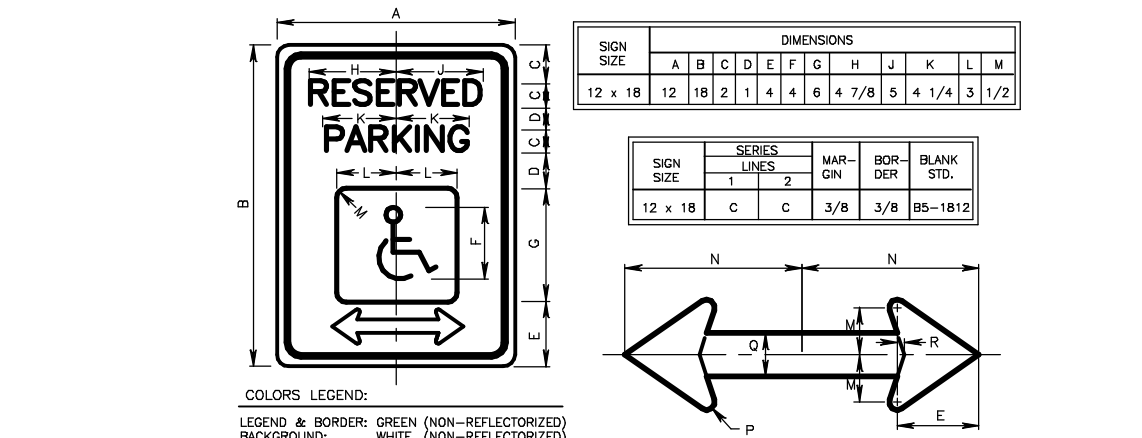 A
H J
RESERVED
K K
PARKING
L L
M
B
F
C
C
D
C
D
G
E
COLORS LEGEND:
LEGEND & BORDER: GREEN (NON-REFLECTORIZED)
BACKGROUND: WHITE (NON-REFLECTORIZED)
SIGN SIZE
DIMENSIONS
A B C D E F G H J K L M
12 x 18 12 18 2 1 4 4 6 4 7/8 5 4 1/4 3 1/2
SIGN SIZE
SERIES
LINES
1 2
MAR-
GIN
BOR-
DER
BLANK
STD.
12 x 18 C C 3/8 3/8 B5-1812
N N
M
Q R
M
E
P